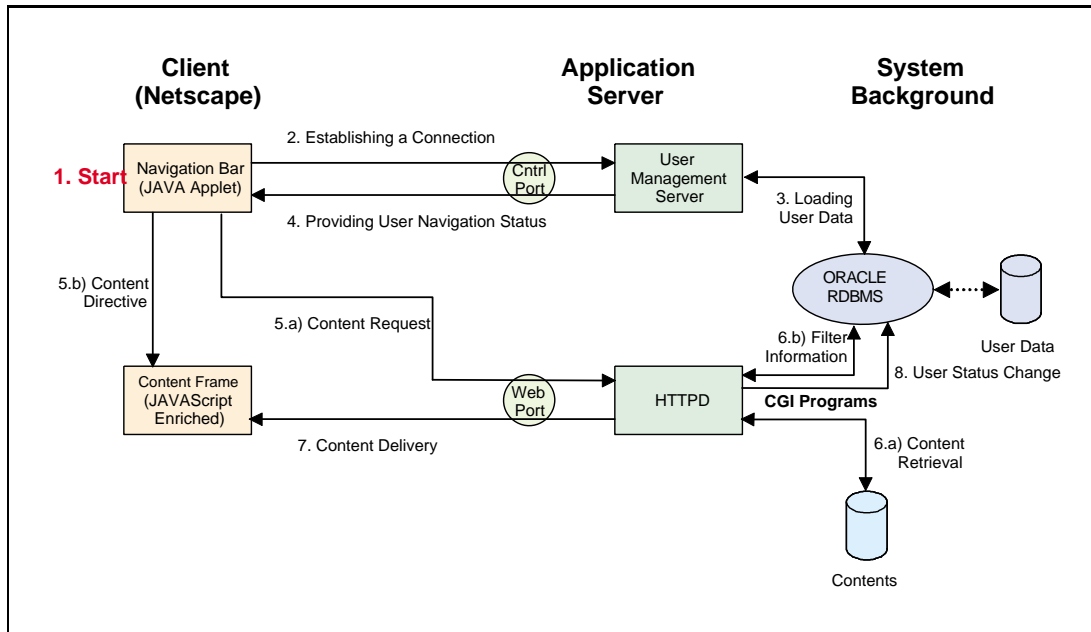 Client
(Netscape)
Application
Server
System
Background
2. Establishing a Connection
1. Start
Navigation Bar
(JAVA Applet)
Cntrl
Port
User
Management
Server
4. Providing User Navigation Status
3. Loading
User Data
5.b) Content
Directive
ORACLE
RDBMS
5.a) Content Request
6.b) Filter
Information
User Data
8. User Status Change
Content Frame
(JAVAScript
Enriched)
Web
Port
HTTPD
CGI Programs
7. Content Delivery
6.a) Content
Retrieval
Contents